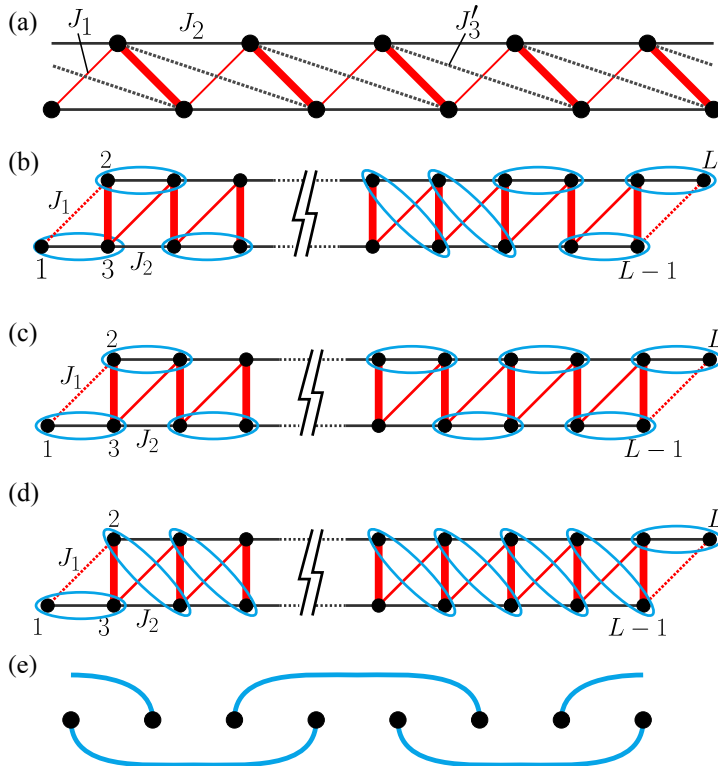 (a) J₁ J₂ J₃′
(b)
2 L
J₁
1 3 J₂ L − 1
(c)
2 L
J₁
1 3 J₂ L − 1
(d)
2 L
J₁
1 3 J₂ L − 1
(e)